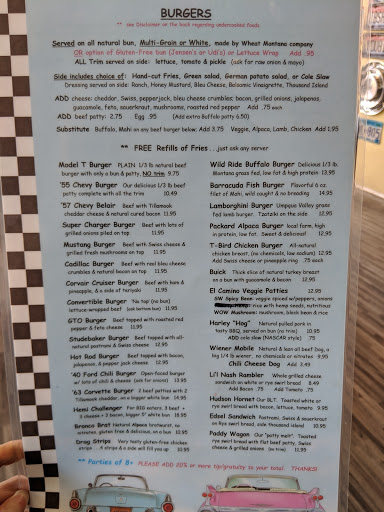 BURGERS
** see Disclaimer on the back regarding undercooked foods
Served on all natural bun, Multi-Grain or White, made by Wheat Montana company
OR option of Gluten-Free bun (Jensen's or Udi's) or Lettuce Wrap Add .95
ALL Trim served on side: lettuce, tomato & pickle (ask for raw onion & mayo)
Side includes choice of: Hand-cut Fries, Green salad, German potato salad, or Cole Slaw
Dressing served on side: Ranch, Honey Mustard, Bleu Cheese, Balsamic Vinaigrette, Thousand Island
ADD cheese: cheddar, Swiss, pepperjack, bleu cheese crumbles; bacon, grilled onions, jalapenos,
guacamole, feta, sauerkraut, mushrooms, roasted red pepper Add .75 each
ADD beef patty: 2.75 Egg .95 (Add extra Buffalo patty 6.50)
Substitute Buffalo, Mahi on any beef burger below: Add 3.75 Veggie, Alpaca, Lamb, Chicken Add 1.95
** FREE Refills of Fries . . . just ask any server
Model T Burger PLAIN 1/3 lb natural beef
burger with only a bun & patty, NO trim 9.75
'55 Chevy Burger Our delicious 1/3 lb beef
patty complete with all the trim 10.49
'57 Chevy Belair Beef with Tillamook
cheddar cheese & natural cured bacon 11.95
Super Charger Burger Beef with lots of
grilled onions piled on top 11.95
Mustang Burger Beef with Swiss cheese &
grilled fresh mushrooms on top 11.95
Cadillac Burger Beef with real bleu cheese
crumbles & natural bacon on top 11.95
Corvair Cruiser Burger Beef with ham &
pineapple, & a side of teriyaki 11.95
Convertible Burger 'No top' (no bun)
lettuce-wrapped beef (ask bottom bun) 11.95
GTO Burger Beef topped with roasted red
pepper & feta cheese 11.95
Studebaker Burger Beef topped with all-
natural pastrami & Swiss cheese 12.95
Hot Rod Burger Beef topped with bacon,
jalapenos, & pepper jack cheese 12.95
'40 Ford Chili Burger Open-faced burger
w/ lots of chili & cheese (ask for onions) 13.95
'63 Corvette Burger 2 beef patties with 2
Tillamook cheddar, on a bigger white bun 14.95
Hemi Challenger For BIG eaters, 3 beef +
3 cheese + 3 bacon, bigger 5" white bun 18.95
Bronco Brat Natural Alpaca bratwurst, no
nitrates, gluten free & delicious, on a bun 10.95
Drag Strips Very tasty gluten-free chicken
strips . . 4 strips & a side will fill you up 10.95
Wild Ride Buffalo Burger Delicious 1/3 lb.
Montana grass fed, low fat & high protein 13.95
Barracuda Fish Burger Flavorful 6 oz.
filet of Mahi, wild caught & no breading 14.95
Lamborghini Burger Umpqua Valley grass
fed lamb burger. Tzatziki on the side 12.95
Packard Alpaca Burger local farm, high
in protein, low fat. Sweet & delicious! 12.95
T-Bird Chicken Burger All-natural
chicken breast, (no chemicals, low sodium) 12.95
Add Swiss cheese or pineapple ring .75 each
Buick Thick slice of natural turkey breast
on a bun with guacamole & bacon 12.95
El Camino Veggie Patties 12.95
SW Spicy Bean: veggie spiced w/peppers, onions
rice with hemp seeds, nutritious
WOW Mushroom: mushroom, black bean & rice
Harley "Hog" Natural pulled pork in
tasty BBQ, served on bun (no trim) 10.95
ADD cole slaw (NASCAR style) .75
Wiener Mobile Natural & lean all beef Dog, a
big 1/4 lb wiener, no chemicals or nitrates 9.95
Chili Cheese Dog Add 3.49
Li'l Nash Rambler Whole grilled cheese
sandwich on white or rye swirl bread 8.49
Add Bacon .75 Add Tomato .75
Hudson Hornet Our BLT. Toasted white or
rye swirl bread with bacon, lettuce, tomato 9.95
Edsel Sandwich Pastrami, Swiss & sauerkraut
on Rye swirl bread, side thousand island 10.95
Paddy Wagon Our "patty melt". Toasted
rye swirl bread with flat beef patty, Swiss
cheese & grilled onions (no trim) 11.95
** Parties of 8+ PLEASE ADD 20% or more tip/gratuity to your total. THANKS!